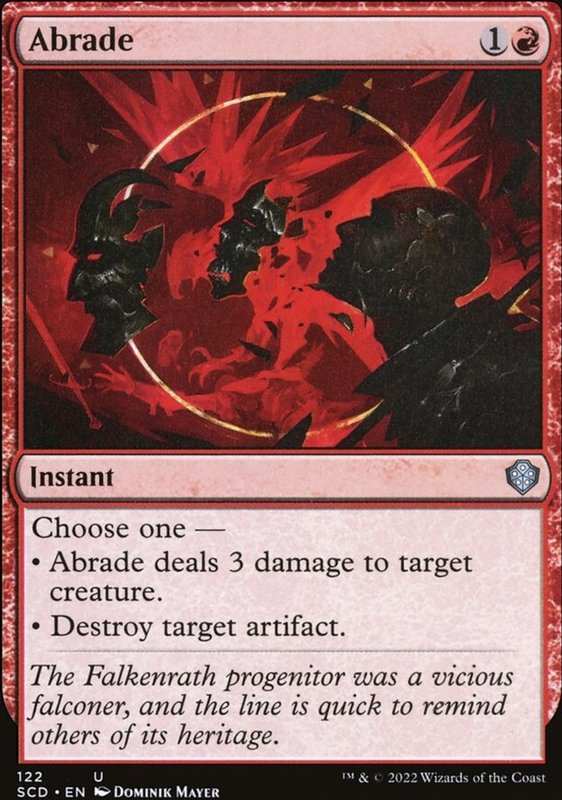 Abrade 1
Instant
Choose one —
• Abrade deals 3 damage to target
creature.
• Destroy target artifact.
The Falkenrath progenitor was a vicious
falconer, and the line is quick to remind
others of its heritage.
122 U
SCD • EN DOMINIK MAYER
™ & © 2022 Wizards of the Coast